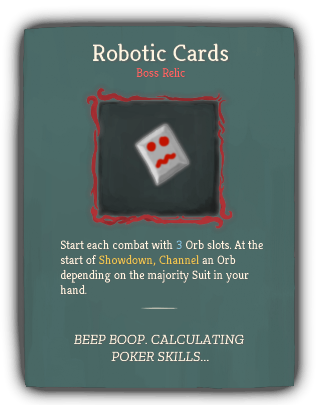 Robotic Cards
Boss Relic
Start each combat with 3 Orb slots. At the
start of Showdown, Channel an Orb
depending on the majority Suit in your
hand.
BEEP BOOP. CALCULATING
POKER SKILLS...